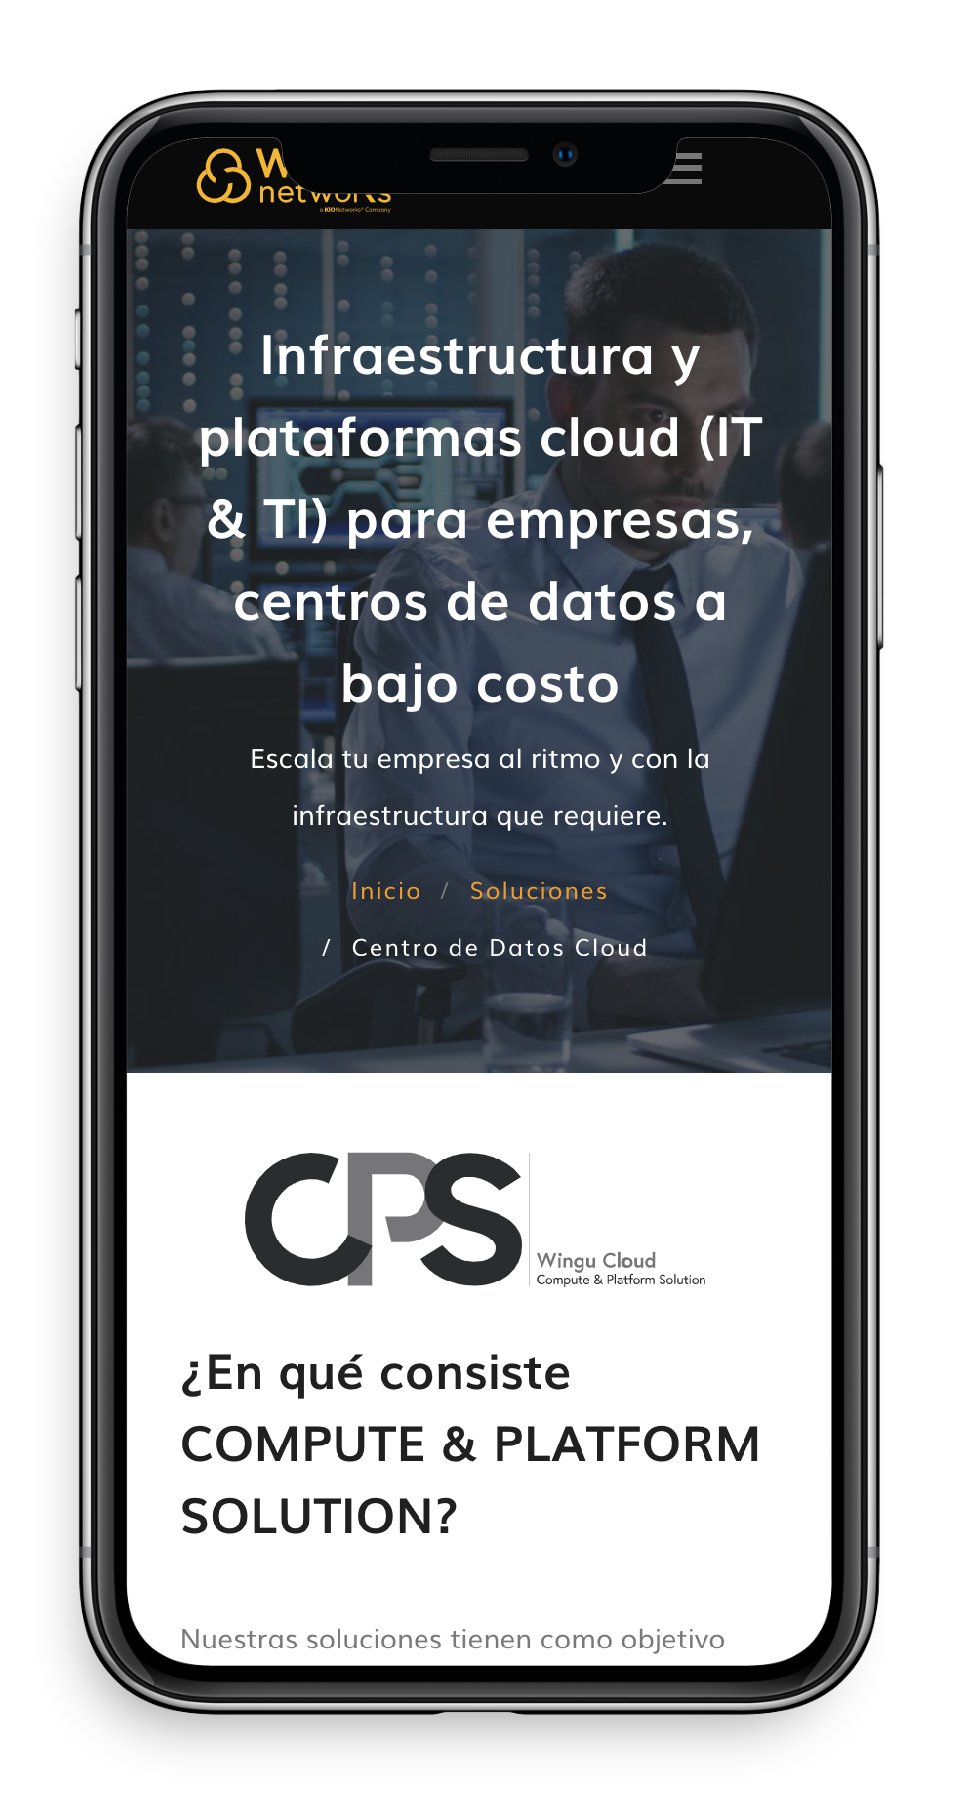 networks
a KIO Networks® Company
Infraestructura y
plataformas cloud (IT
& TI) para empresas,
centros de datos a
bajo costo
Escala tu empresa al ritmo y con la
infraestructura que requiere.
Inicio / Soluciones
/ Centro de Datos Cloud
CPS
Wingu Cloud
Compute & Platform Solution
¿En qué consiste
COMPUTE & PLATFORM
SOLUTION?
Nuestras soluciones tienen como objetivo